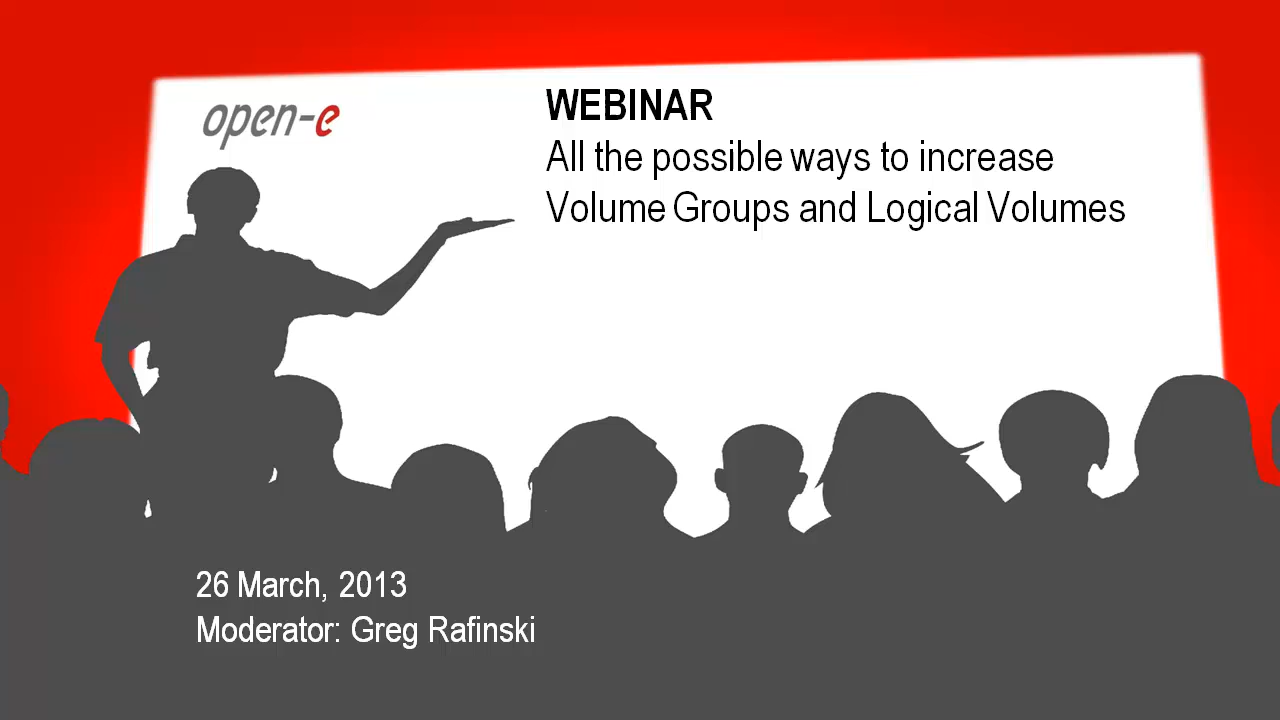 open-e
WEBINAR
All the possible ways to increase
Volume Groups and Logical Volumes
26 March, 2013
Moderator: Greg Rafinski